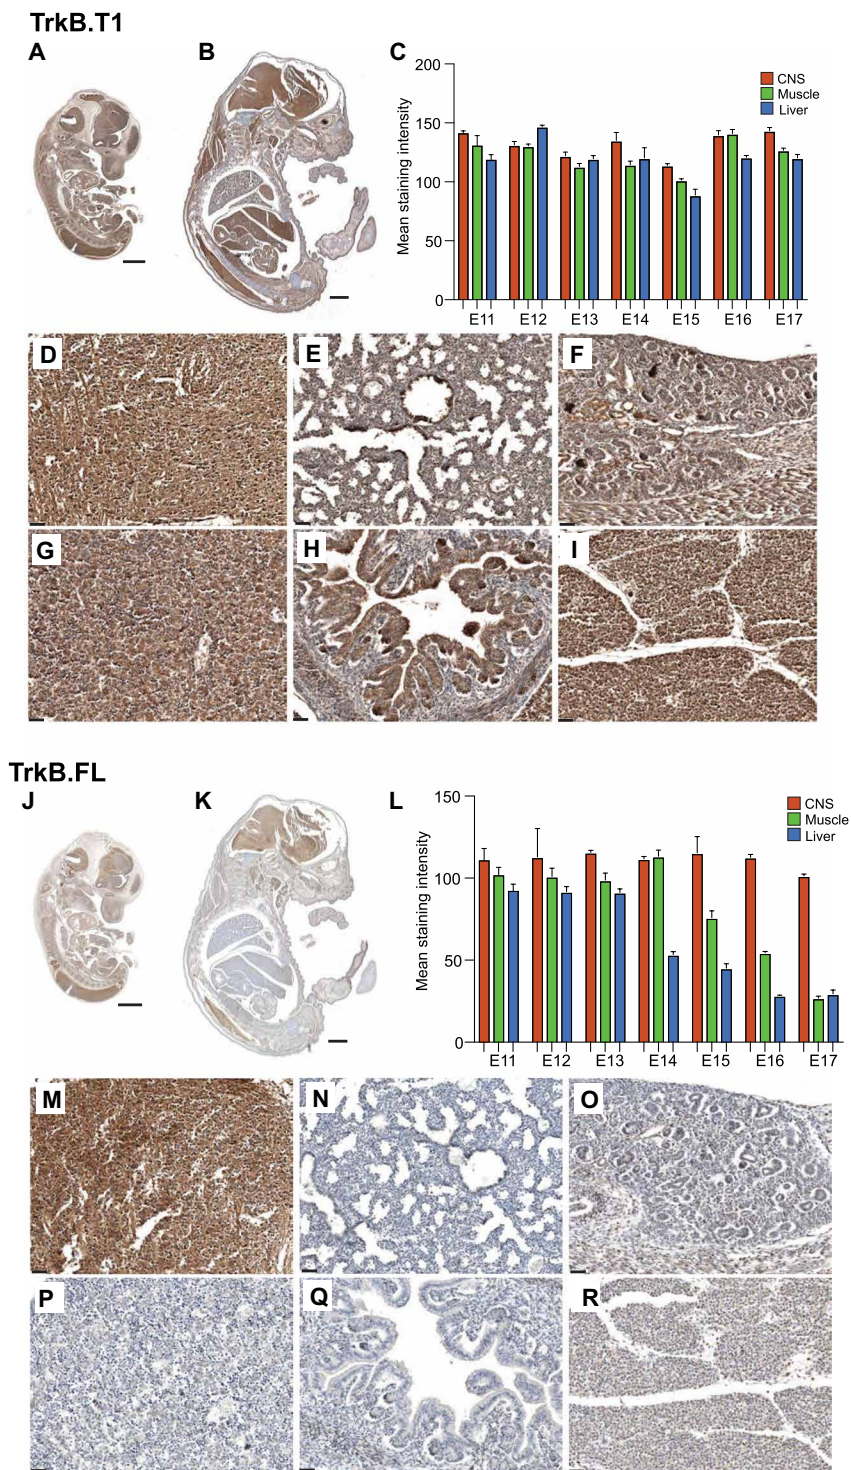 TrkB.T1
A
B
C
200
150
100
50
0
Mean staining intensity
CNS
Muscle
Liver
E11 E12 E13 E14 E15 E16 E17
D
E
F
G
H
I
TrkB.FL
J
K
L
150
100
50
0
Mean staining intensity
CNS
Muscle
Liver
E11 E12 E13 E14 E15 E16 E17
M
N
O
P
Q
R